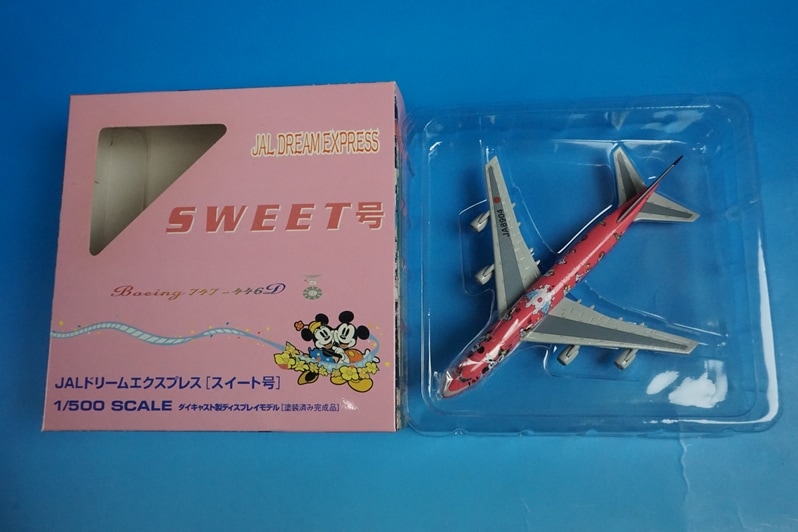 JAL DREAM EXPRESS
SWEET号
Boeing 747-446D
JALドリームエクスプレス[スイート号]
1/500 SCALE ダイキャスト製ディスプレイモデル[塗装済み完成品]
JA8904